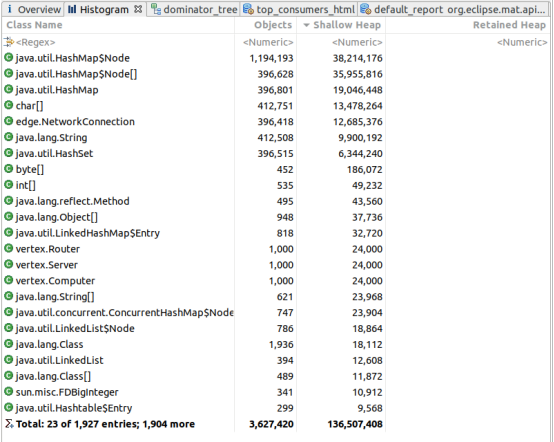 i Overview Histogram dominator_tree top_consumers_html default_report org.eclipse.mat.api...
Class Name Objects Shallow Heap Retained Heap
<Regex> <Numeric> <Numeric> <Numeric>
java.util.HashMap$Node 1,194,193 38,214,176
java.util.HashMap$Node[] 396,628 35,955,816
java.util.HashMap 396,801 19,046,448
char[] 412,751 13,478,264
edge.NetworkConnection 396,418 12,685,376
java.lang.String 412,508 9,900,192
java.util.HashSet 396,515 6,344,240
byte[] 452 186,072
int[] 535 49,232
java.lang.reflect.Method 495 43,560
java.lang.Object[] 948 37,736
java.util.LinkedHashMap$Entry 818 32,720
vertex.Router 1,000 24,000
vertex.Server 1,000 24,000
vertex.Computer 1,000 24,000
java.lang.String[] 621 23,968
java.util.concurrent.ConcurrentHashMap$Node 747 23,904
java.util.LinkedList$Node 786 18,864
java.lang.Class 1,936 18,112
java.util.LinkedList 394 12,608
java.lang.Class[] 489 11,872
sun.misc.FDBigInteger 341 10,912
java.util.Hashtable$Entry 299 9,568
Total: 23 of 1,927 entries; 1,904 more 3,627,420 136,507,408